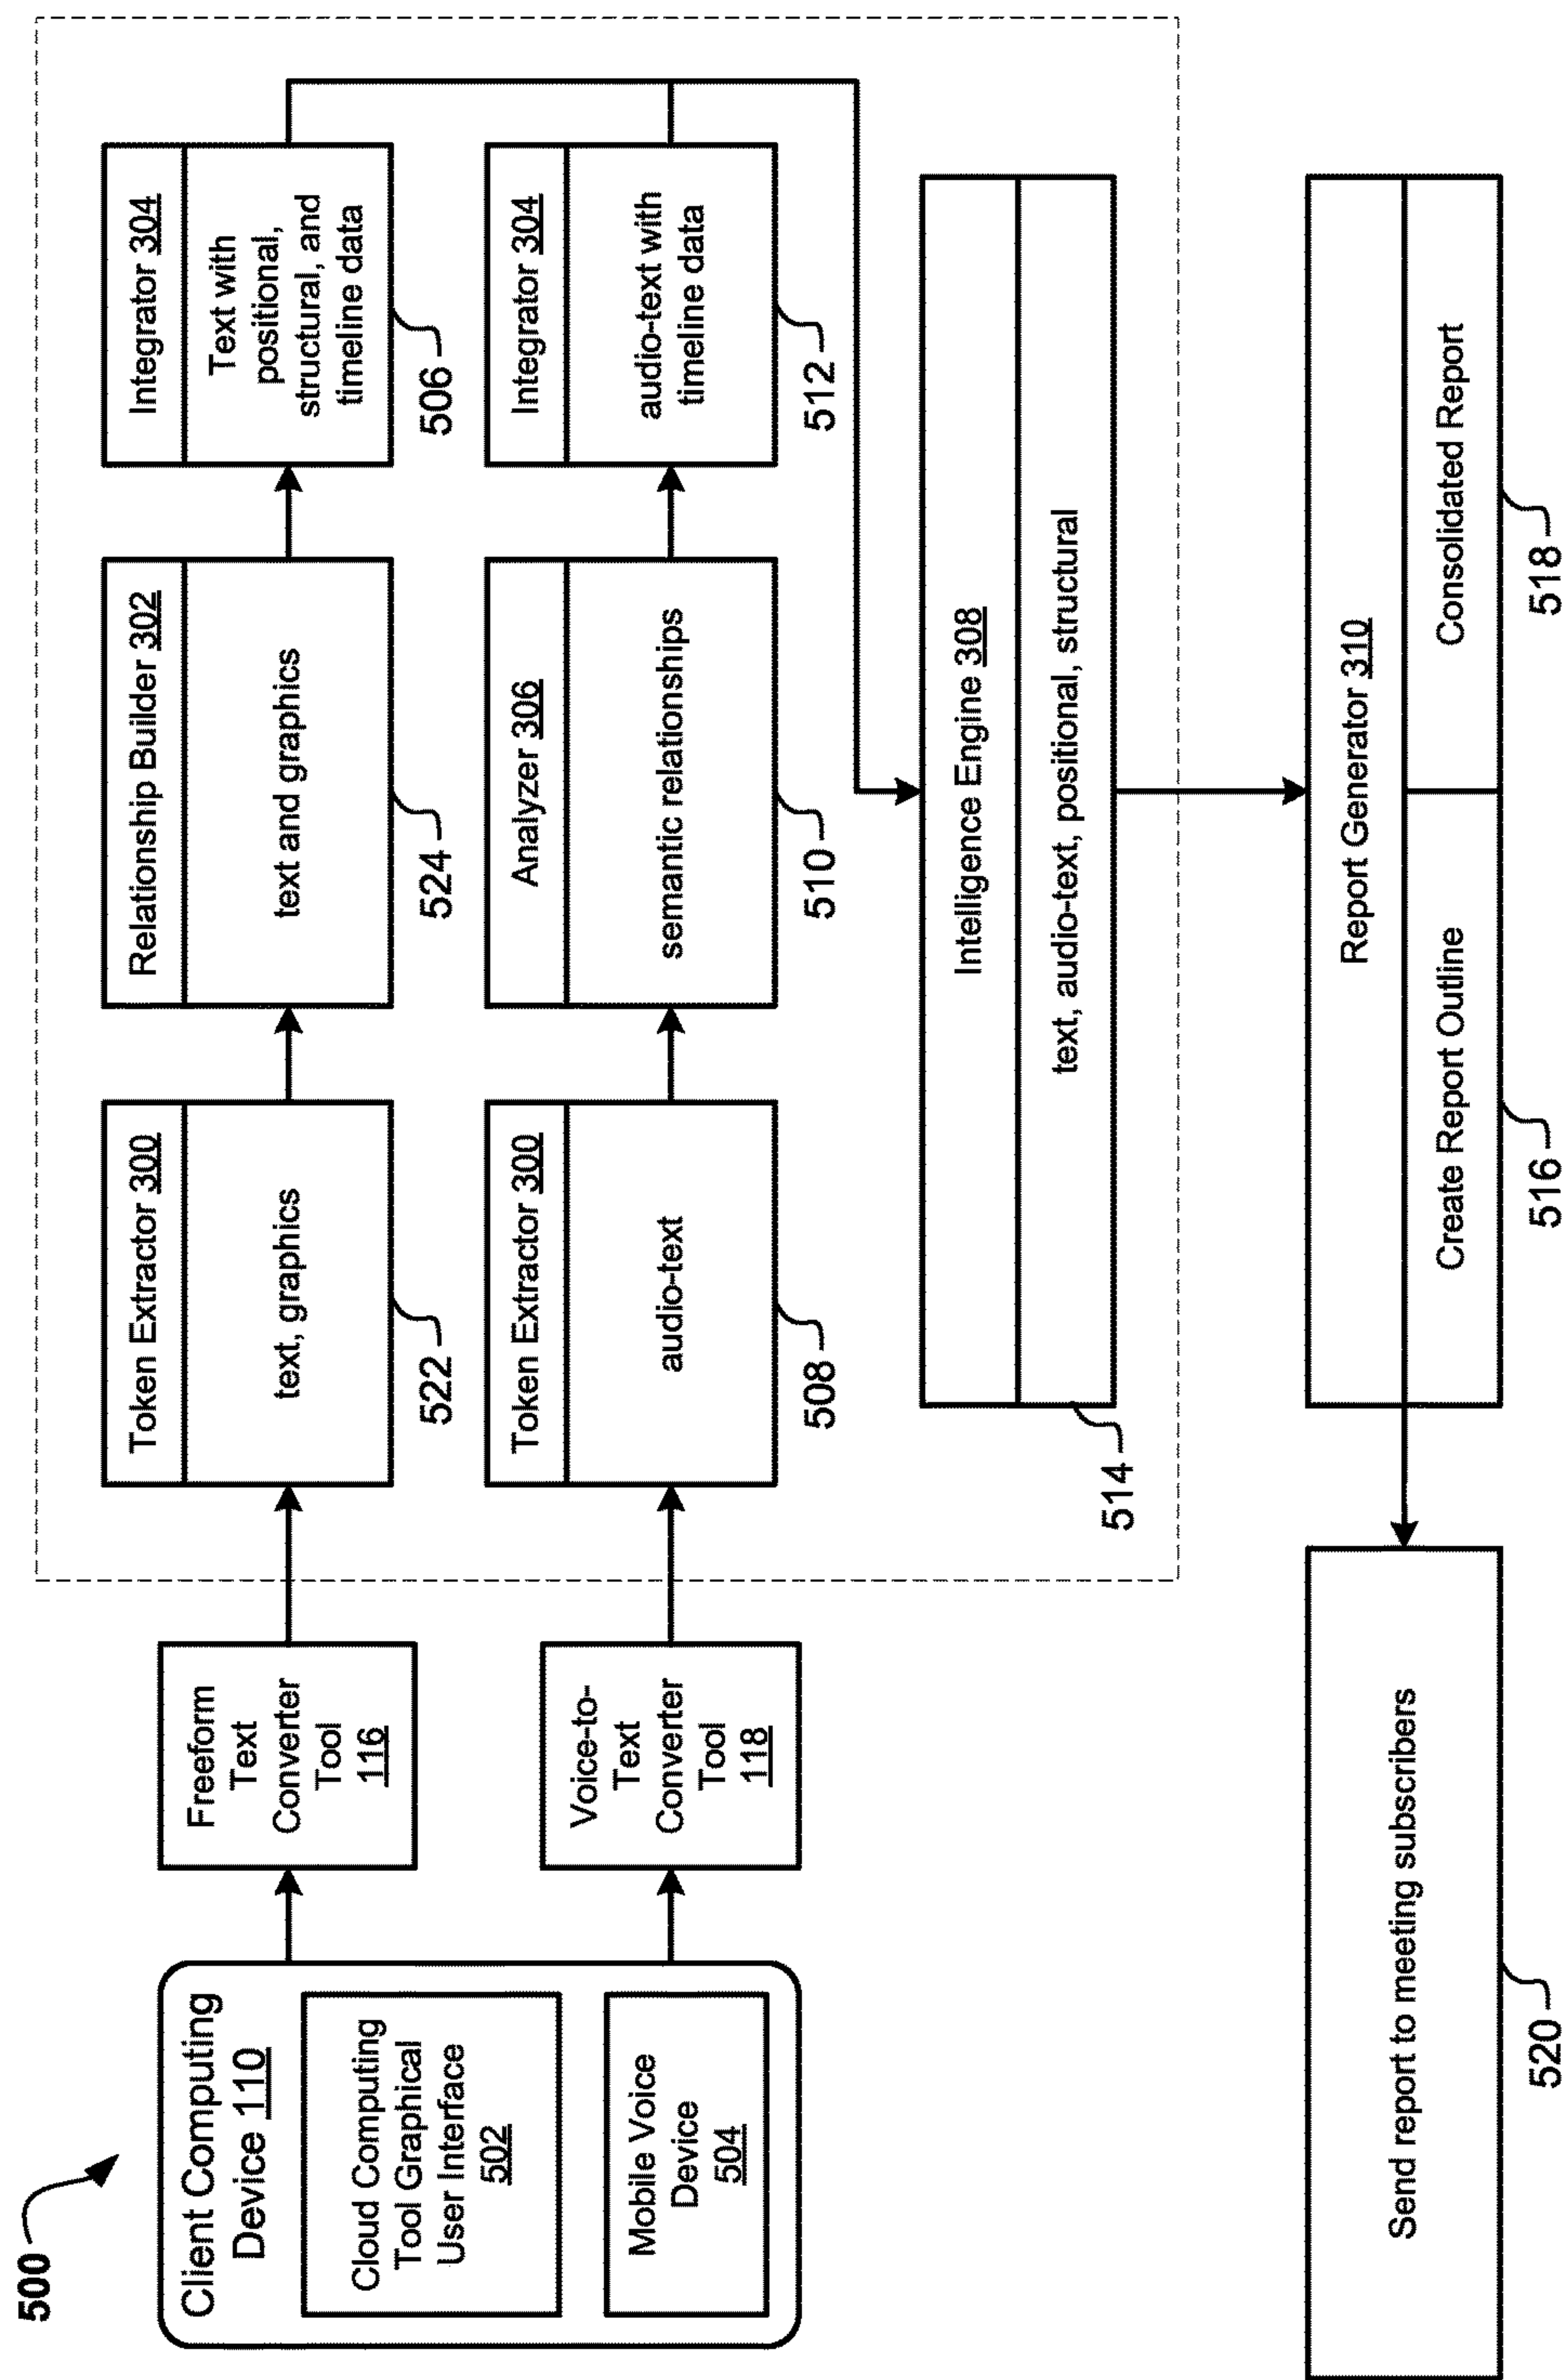 500
Client Computing
Device 110
Cloud Computing
Tool Graphical
User Interface
502
Mobile Voice
Device
504
Freeform
Text
Converter
Tool
116
Voice-to-
Text
Converter
Tool
118
Token Extractor 300
text, graphics
522
Relationship Builder 302
text and graphics
524
Integrator 304
Text with
positional,
structural, and
timeline data
506
Token Extractor 300
audio-text
508
Analyzer 306
semantic relationships
510
Integrator 304
audio-text with
timeline data
512
Intelligence Engine 308
text, audio-text, positional, structural
514
Report Generator 310
Create Report Outline
516
Consolidated Report
518
Send report to meeting subscribers
520